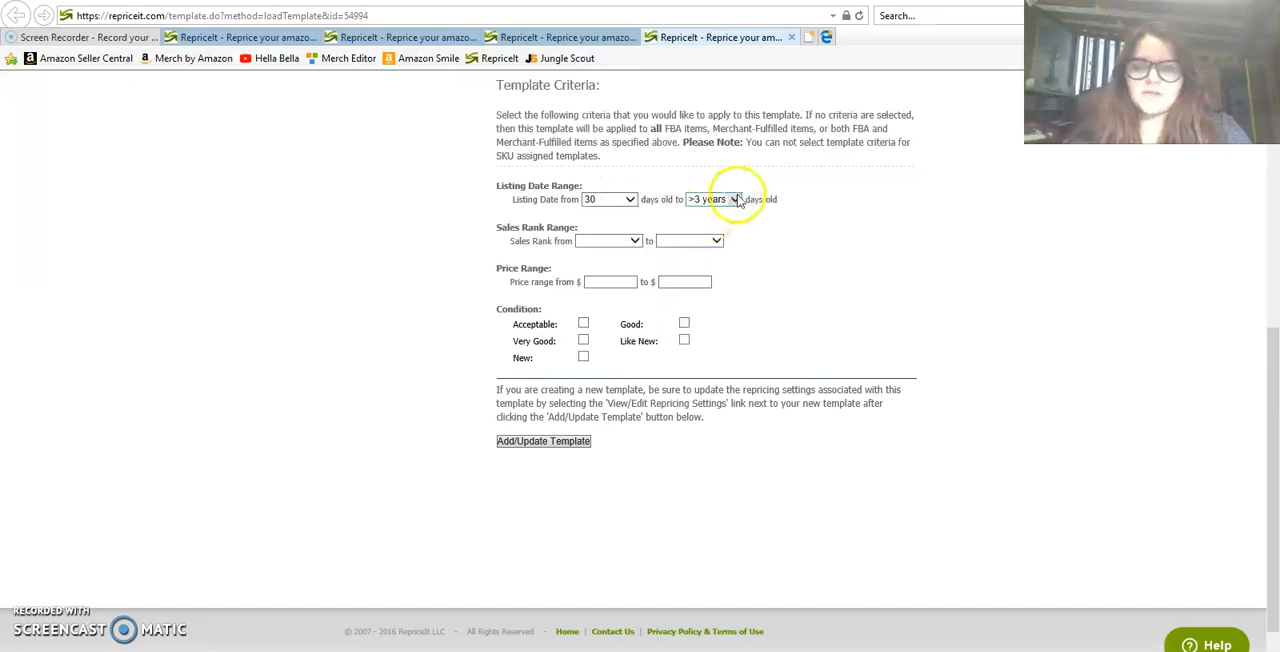 https://repriceit.com/template.do?method=loadTemplate&id=54994
Search...
Screen Recorder - Record your ...
RepriceIt - Reprice your amazo...
RepriceIt - Reprice your amazo...
RepriceIt - Reprice your amazo...
RepriceIt - Reprice your am...
Amazon Seller Central
Merch by Amazon
Hella Bella
Merch Editor
Amazon Smile
RepriceIt
Jungle Scout
Template Criteria:
Select the following criteria that you would like to apply to this template. If no criteria are selected,
then this template will be applied to all FBA items, Merchant-Fulfilled items, or both FBA and
Merchant-Fulfilled items as specified above. Please Note: You can not select template criteria for
SKU assigned templates.
Listing Date Range:
Listing Date from 30 days old to >3 years days old
Sales Rank Range:
Sales Rank from to
Price Range:
Price range from $ to $
Condition:
Acceptable: Good:
Very Good: Like New:
New:
If you are creating a new template, be sure to update the repricing settings associated with this
template by selecting the 'View/Edit Repricing Settings' link next to your new template after
clicking the 'Add/Update Template' button below.
Add/Update Template
RECORDED WITH
SCREENCAST MATIC
© 2007 - 2016 RepriceIt LLC - All Rights Reserved - Home | Contact Us | Privacy Policy & Terms of Use
Help